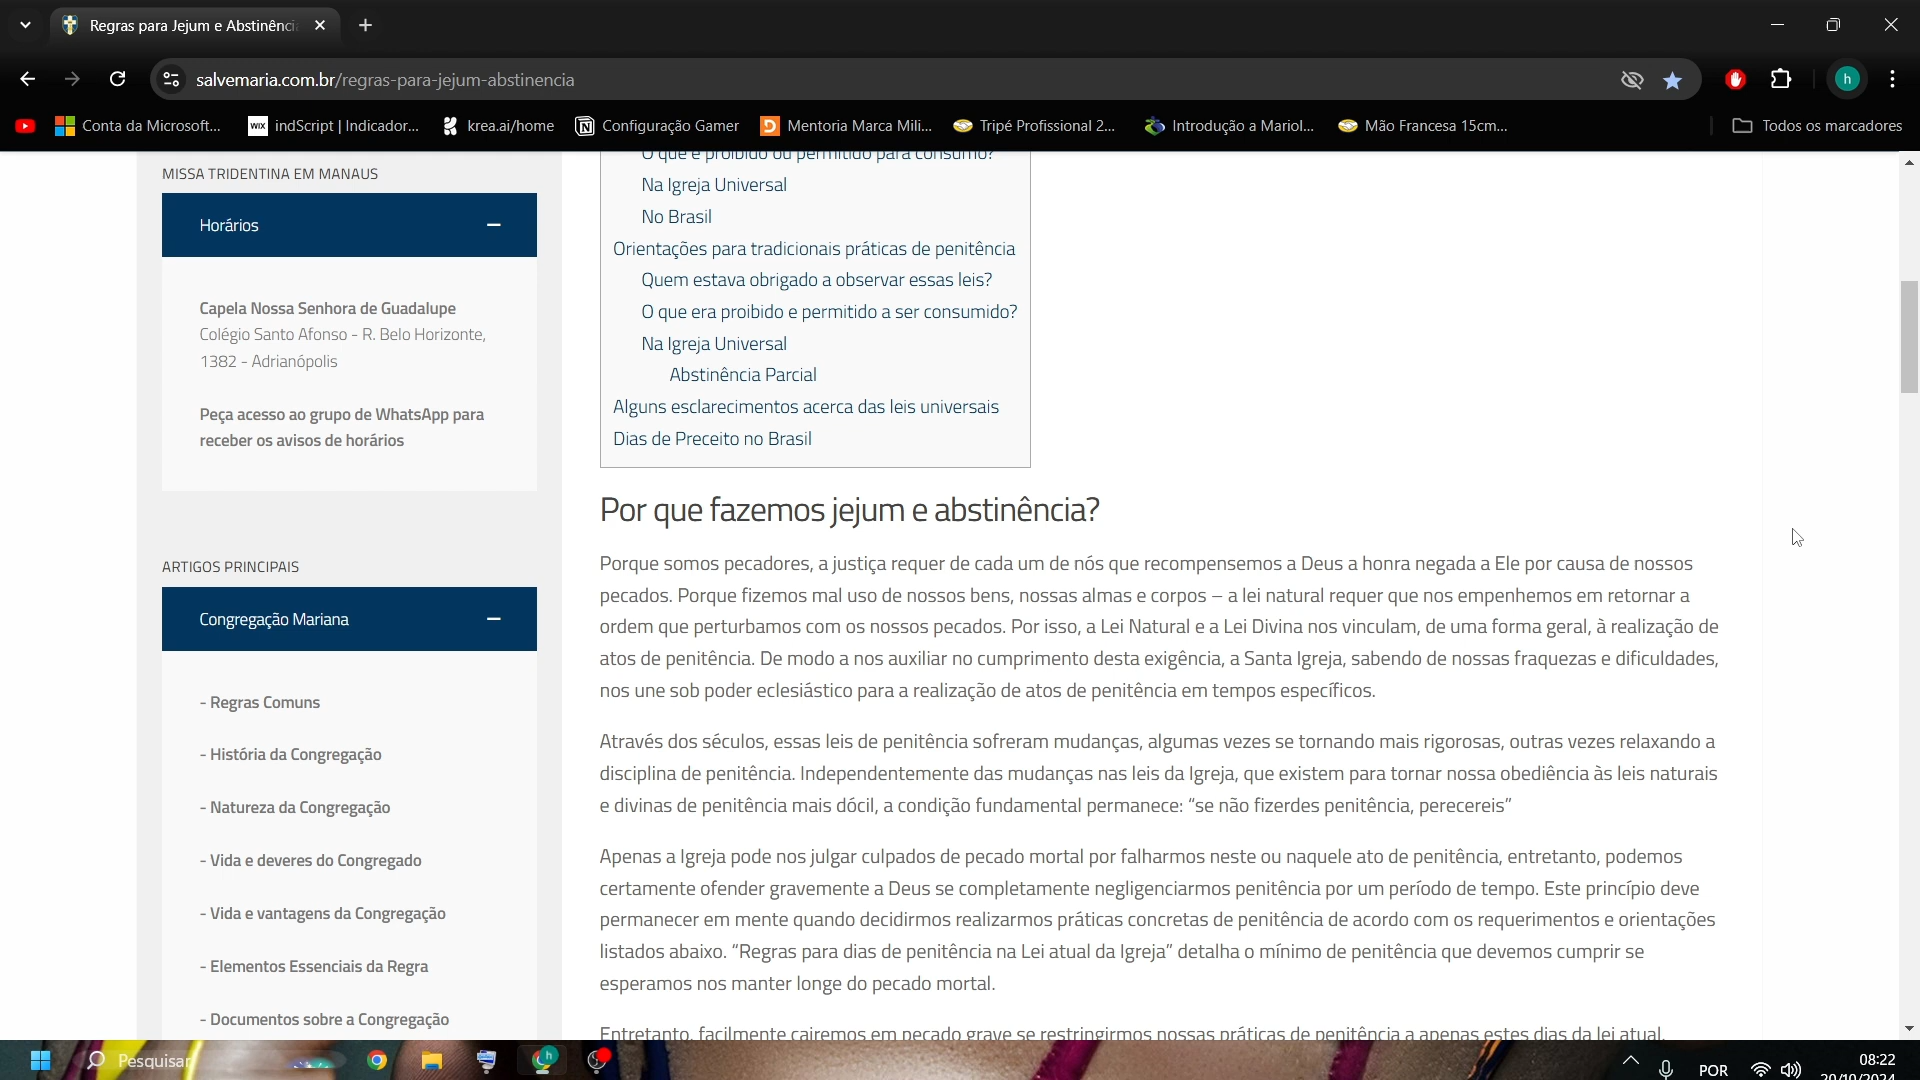 Regras para Jejum e Abstinênci
salvemaria.com.br/regras-para-jejum-abstinencia
h
Conta da Microsoft...
WIX indScript | Indicador...
krea.ai/home
Configuração Gamer
Mentoria Marca Mili...
Tripé Profissional 2...
Introdução a Mariol...
Mão Francesa 15cm...
Todos os marcadores
MISSA TRIDENTINA EM MANAUS
Horários
Capela Nossa Senhora de Guadalupe
Colégio Santo Afonso - R. Belo Horizonte,
1382 - Adrianópolis
Peça acesso ao grupo de WhatsApp para
receber os avisos de horários
ARTIGOS PRINCIPAIS
Congregação Mariana
- Regras Comuns
- História da Congregação
- Natureza da Congregação
- Vida e deveres do Congregado
- Vida e vantagens da Congregação
- Elementos Essenciais da Regra
- Documentos sobre a Congregação
O que é proibido ou permitido para consumo?
Na Igreja Universal
No Brasil
Orientações para tradicionais práticas de penitência
Quem estava obrigado a observar essas leis?
O que era proibido e permitido a ser consumido?
Na Igreja Universal
Abstinência Parcial
Alguns esclarecimentos acerca das leis universais
Dias de Preceito no Brasil
Por que fazemos jejum e abstinência?
Porque somos pecadores, a justiça requer de cada um de nós que recompensemos a Deus a honra negada a Ele por causa de nossos
pecados. Porque fizemos mal uso de nossos bens, nossas almas e corpos – a lei natural requer que nos empenhemos em retornar a
ordem que perturbamos com os nossos pecados. Por isso, a Lei Natural e a Lei Divina nos vinculam, de uma forma geral, à realização de
atos de penitência. De modo a nos auxiliar no cumprimento desta exigência, a Santa Igreja, sabendo de nossas fraquezas e dificuldades,
nos une sob poder eclesiástico para a realização de atos de penitência em tempos específicos.
Através dos séculos, essas leis de penitência sofreram mudanças, algumas vezes se tornando mais rigorosas, outras vezes relaxando a
disciplina de penitência. Independentemente das mudanças nas leis da Igreja, que existem para tornar nossa obediência às leis naturais
e divinas de penitência mais dócil, a condição fundamental permanece: “se não fizerdes penitência, perecereis”
Apenas a Igreja pode nos julgar culpados de pecado mortal por falharmos neste ou naquele ato de penitência, entretanto, podemos
certamente ofender gravemente a Deus se completamente negligenciarmos penitência por um período de tempo. Este princípio deve
permanecer em mente quando decidirmos realizarmos práticas concretas de penitência de acordo com os requerimentos e orientações
listados abaixo. “Regras para dias de penitência na Lei atual da Igreja” detalha o mínimo de penitência que devemos cumprir se
esperamos nos manter longe do pecado mortal.
Entretanto, facilmente cairemos em pecado grave se restringirmos nossas práticas de penitência a apenas estes dias da lei atual.
Pesquisar
h
POR
08:22
20/10/2024